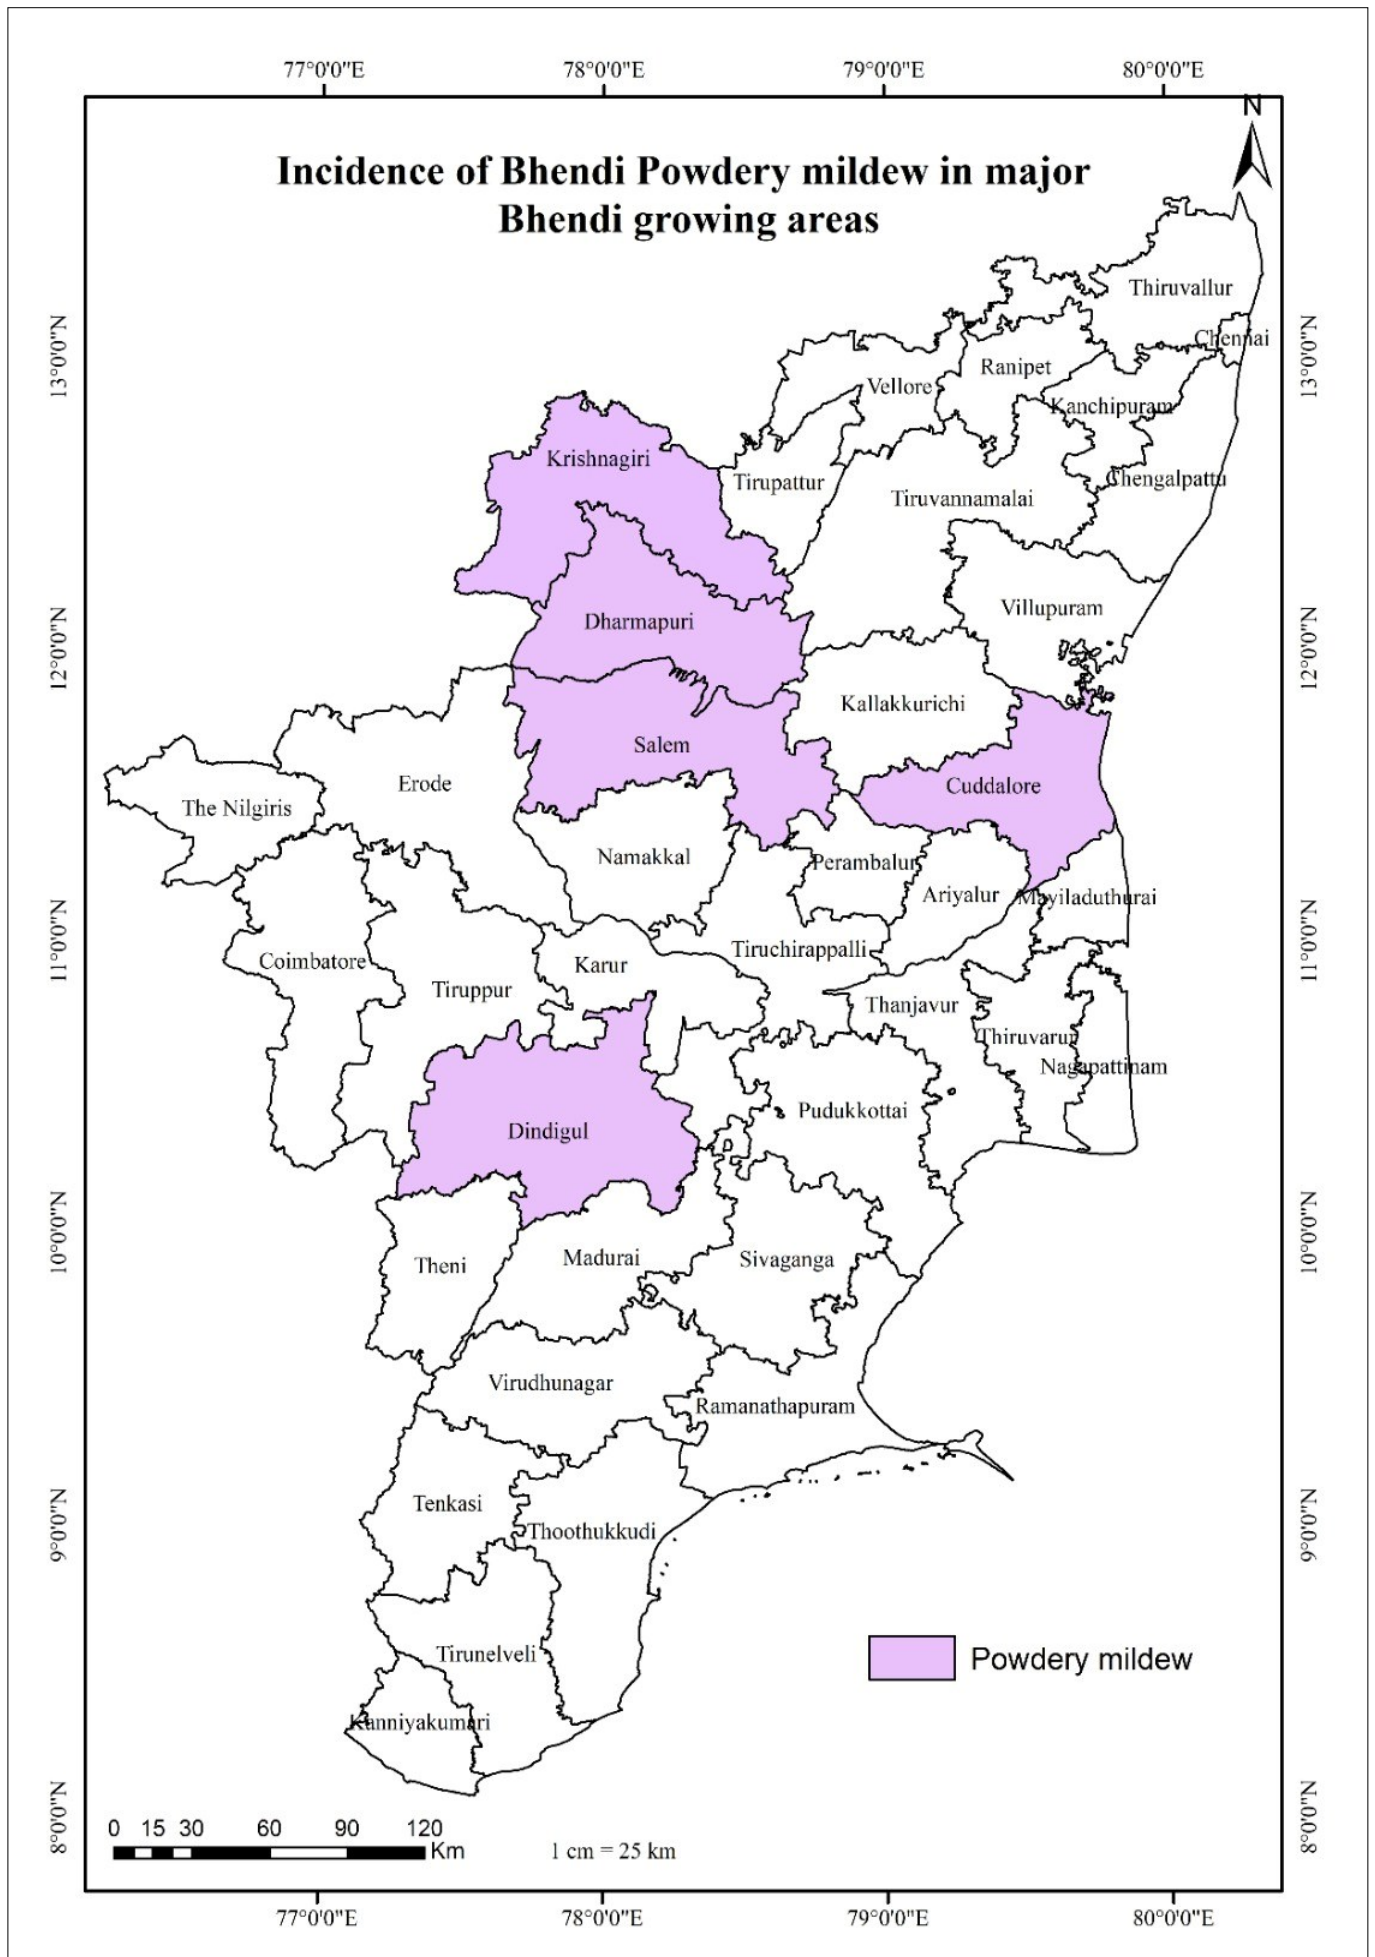 77°0'0"E 78°0'0"E 79°0'0"E 80°0'0"E
N
Incidence of Bhendi Powdery mildew in major
Bhendi growing areas
Thiruvallur
Chennai
13°0'0"N
13°0'0"N
Ranipet
Vellore
Kanchipuram
Krishnagiri
Tirupattur
Chengalpattu
Tiruvannamalai
Villupuram
Dharmapuri
12°0'0"N
12°0'0"N
Kallakkurichi
Salem
Erode
Cuddalore
The Nilgiris
Namakkal
Perambalur
Ariyalur
Mayiladuthurai
11°0'0"N
11°0'0"N
Tiruchirappalli
Coimbatore
Karur
Tiruppur
Thanjavur
Thiruvarur
Nagapattinam
Pudukkottai
Dindigul
10°0'0"N
10°0'0"N
Madurai
Sivaganga
Theni
Virudhunagar
Ramanathapuram
Tenkasi
9°0'0"N
9°0'0"N
Thoothukkudi
Tirunelveli
Powdery mildew
Kanniyakumari
8°0'0"N
8°0'0"N
0 15 30 60 90 120
Km
1 cm = 25 km
77°0'0"E 78°0'0"E 79°0'0"E 80°0'0"E